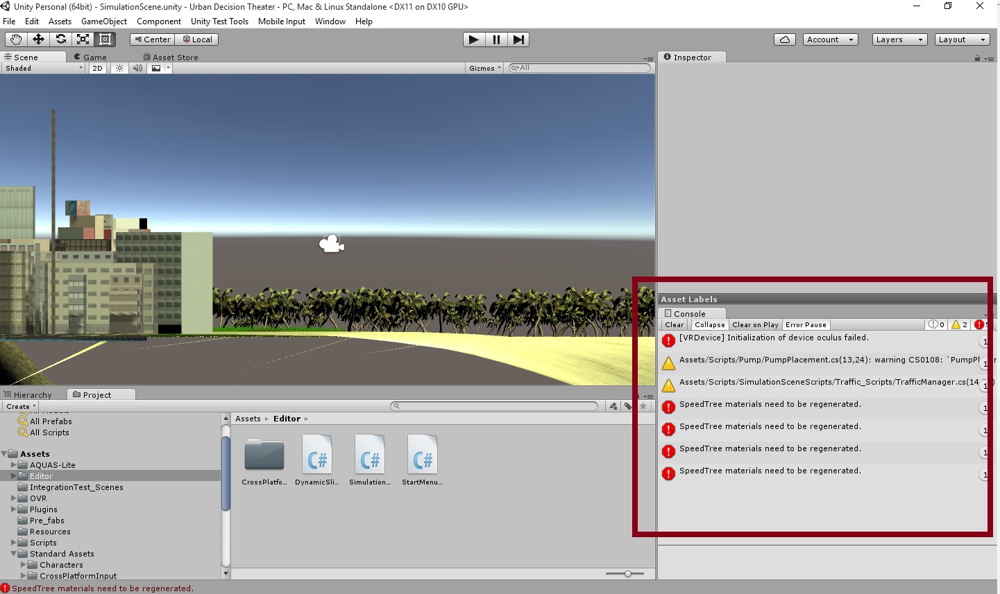 Unity Personal (64bit) - SimulationScene.unity - Urban Decision Theater - PC, Mac & Linux Standalone <DX11 on DX10 GPU>
File Edit Assets GameObject Component Urban Test Tools Mobile Input Window Help
Center Local Account Layers Layout
Scene Game Asset Store
Shaded 2D Gizmos All
Inspector
Asset Labels
Console
Clear Collapse Clear on Play Error Pause 0 2 5
[VRDevice] Initialization of device oculus failed. 1
Assets/Scripts/Pump/PumpPlacement.cs(13,24): warning CS0108: `PumpPl 1
Assets/Scripts/SimulationSceneScripts/Traffic_Scripts/TrafficManager.cs(14 1
SpeedTree materials need to be regenerated. 1
SpeedTree materials need to be regenerated. 1
SpeedTree materials need to be regenerated. 1
SpeedTree materials need to be regenerated. 1
Hierarchy Project
Create
All Models
All Prefabs
All Scripts
Assets
AQUAS-Lite
Editor
IntegrationTest_Scenes
OVR
Plugins
Pre_fabs
Resources
Scripts
Standard Assets
Characters
CrossPlatformInput
Assets ▸ Editor ▸
C# C# C#
CrossPlatfo... DynamicSli... Simulation... StartMenu...
SpeedTree materials need to be regenerated.